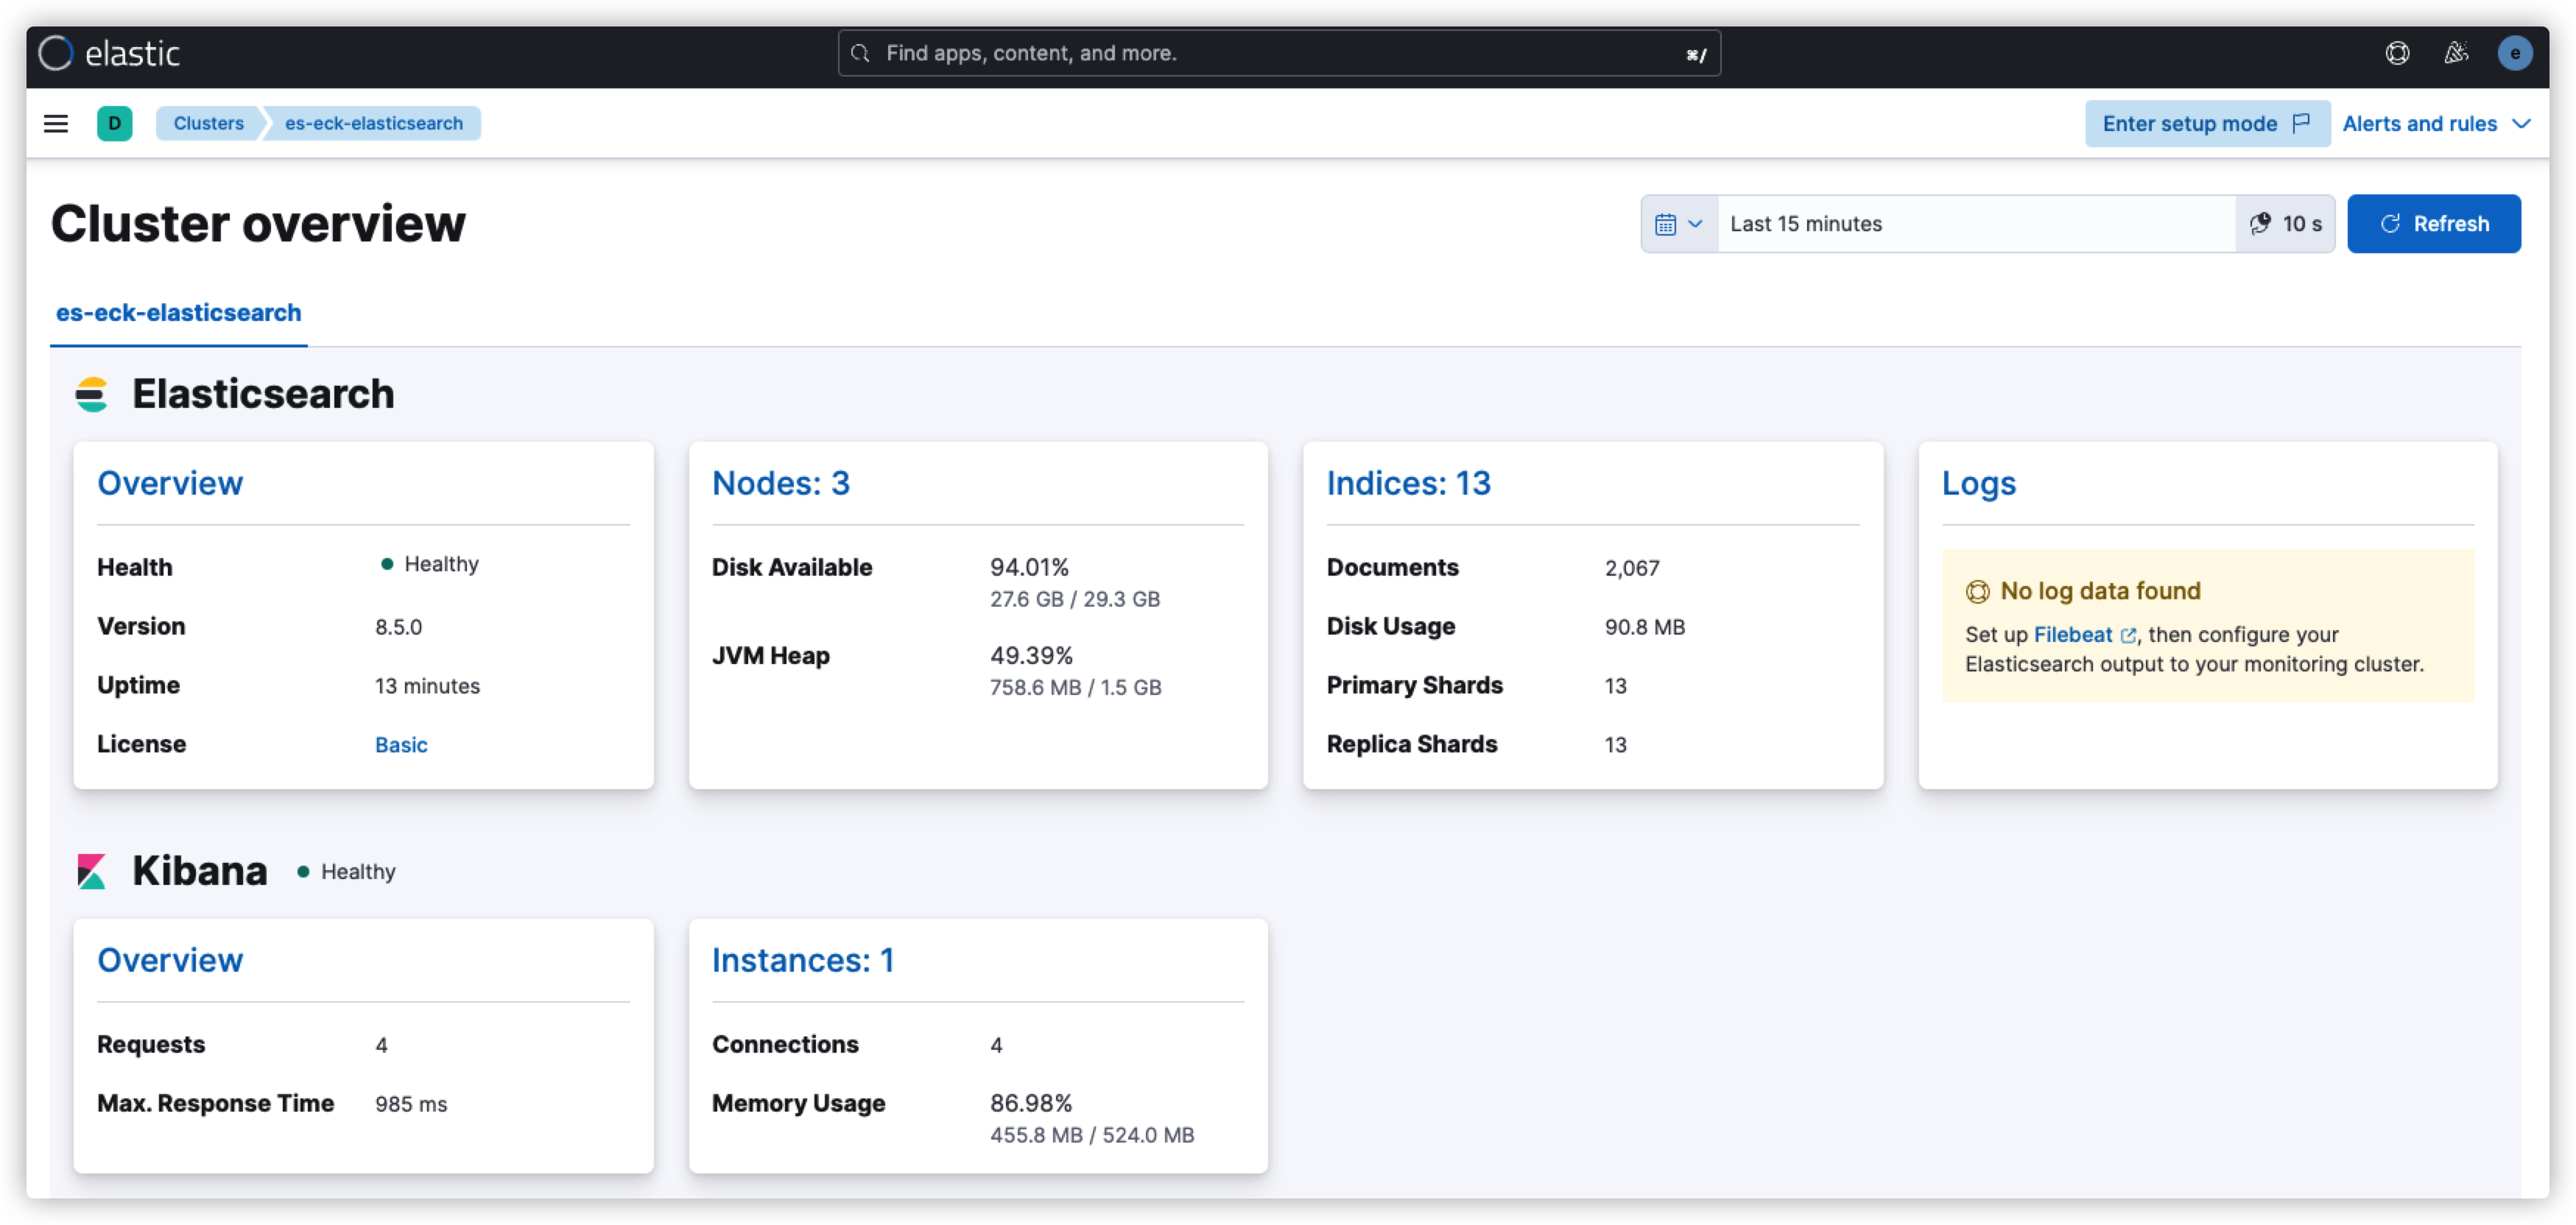 elastic
Find apps, content, and more.
⌘/
e
D
Clusters
es-eck-elasticsearch
Enter setup mode
Alerts and rules
Cluster overview
Last 15 minutes
10 s
Refresh
es-eck-elasticsearch
Elasticsearch
Overview
Health
Healthy
Version
8.5.0
Uptime
13 minutes
License
Basic
Nodes: 3
Disk Available
94.01%
27.6 GB / 29.3 GB
JVM Heap
49.39%
758.6 MB / 1.5 GB
Indices: 13
Documents
2,067
Disk Usage
90.8 MB
Primary Shards
13
Replica Shards
13
Logs
No log data found
Set up Filebeat, then configure your
Elasticsearch output to your monitoring cluster.
Kibana
Healthy
Overview
Requests
4
Max. Response Time
985 ms
Instances: 1
Connections
4
Memory Usage
86.98%
455.8 MB / 524.0 MB